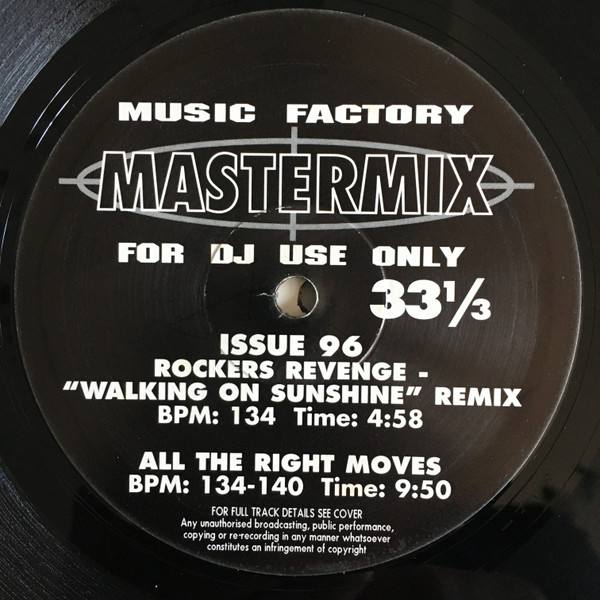 MUSIC FACTORY
MASTERMIX
FOR DJ USE ONLY
33⅓
ISSUE 96
ROCKERS REVENGE -
“WALKING ON SUNSHINE” REMIX
BPM: 134 Time: 4:58
ALL THE RIGHT MOVES
BPM: 134-140 Time: 9:50
FOR FULL TRACK DETAILS SEE COVER
Any unauthorised broadcasting, public performance,
copying or re-recording in any manner whatsoever
constitutes an infringement of copyright